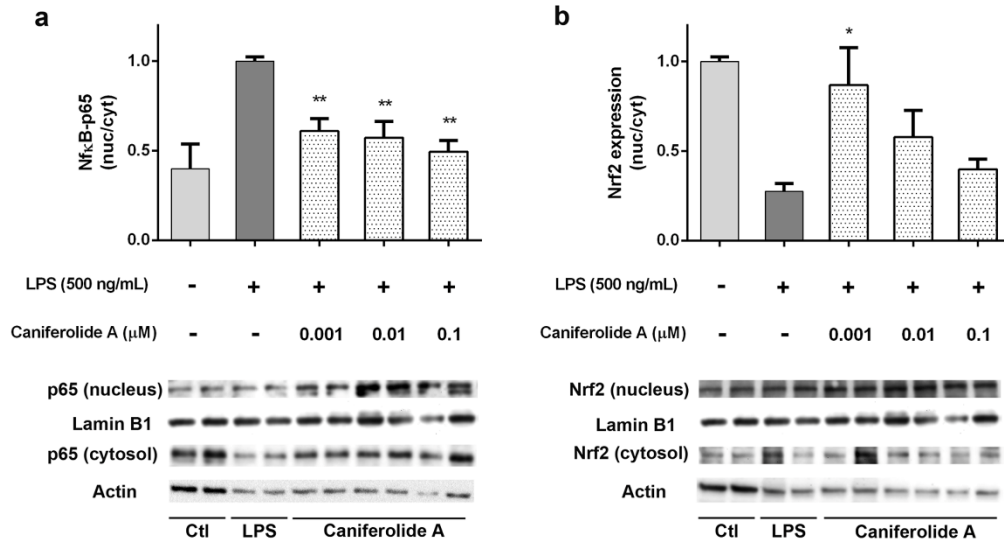 a
NfκB-p65
(nuc/cyt)
1.0
0.5
0.0
** ** **
LPS (500 ng/mL) - + + + +
Caniferolide A (μM) - - 0.001 0.01 0.1
p65 (nucleus)
Lamin B1
p65 (cytosol)
Actin
Ctl LPS Caniferolide A
b
Nrf2 expression
(nuc/cyt)
1.0
0.5
0.0
*
LPS (500 ng/mL) - + + + +
Caniferolide A (μM) - - 0.001 0.01 0.1
Nrf2 (nucleus)
Lamin B1
Nrf2 (cytosol)
Actin
Ctl LPS Caniferolide A